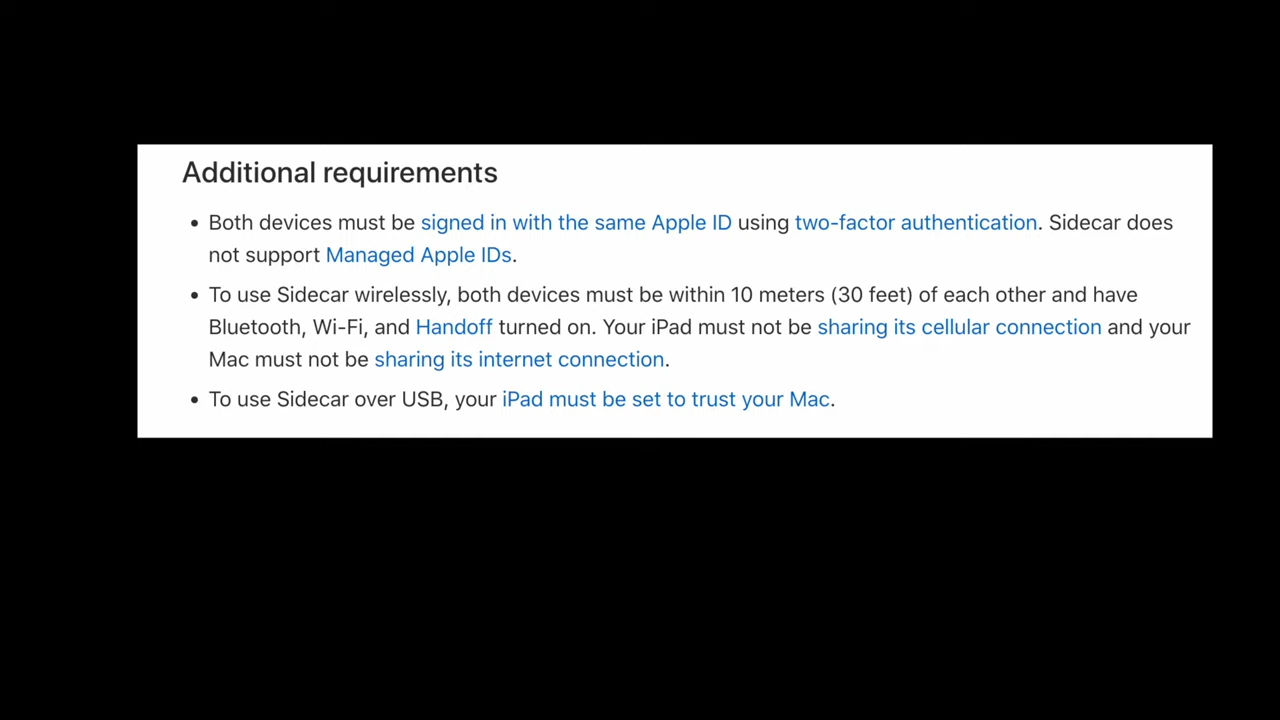 Additional requirements
• Both devices must be signed in with the same Apple ID using two-factor authentication. Sidecar does
not support Managed Apple IDs.
• To use Sidecar wirelessly, both devices must be within 10 meters (30 feet) of each other and have
Bluetooth, Wi-Fi, and Handoff turned on. Your iPad must not be sharing its cellular connection and your
Mac must not be sharing its internet connection.
• To use Sidecar over USB, your iPad must be set to trust your Mac.